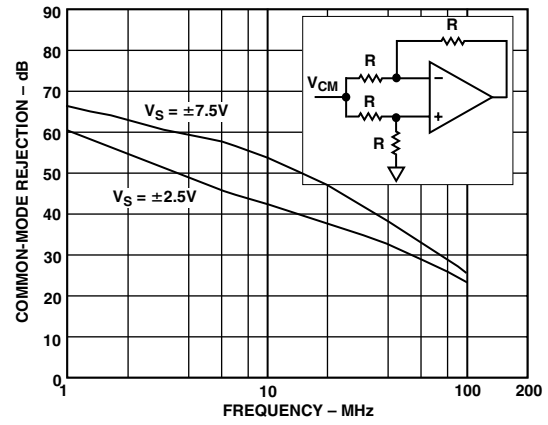 90
80
70
60
50
40
30
20
10
0
COMMON-MODE REJECTION – dB
V_S = ±7.5V
V_S = ±2.5V
R
V_CM
R
–
R
+
R
1
10
100
200
FREQUENCY – MHz